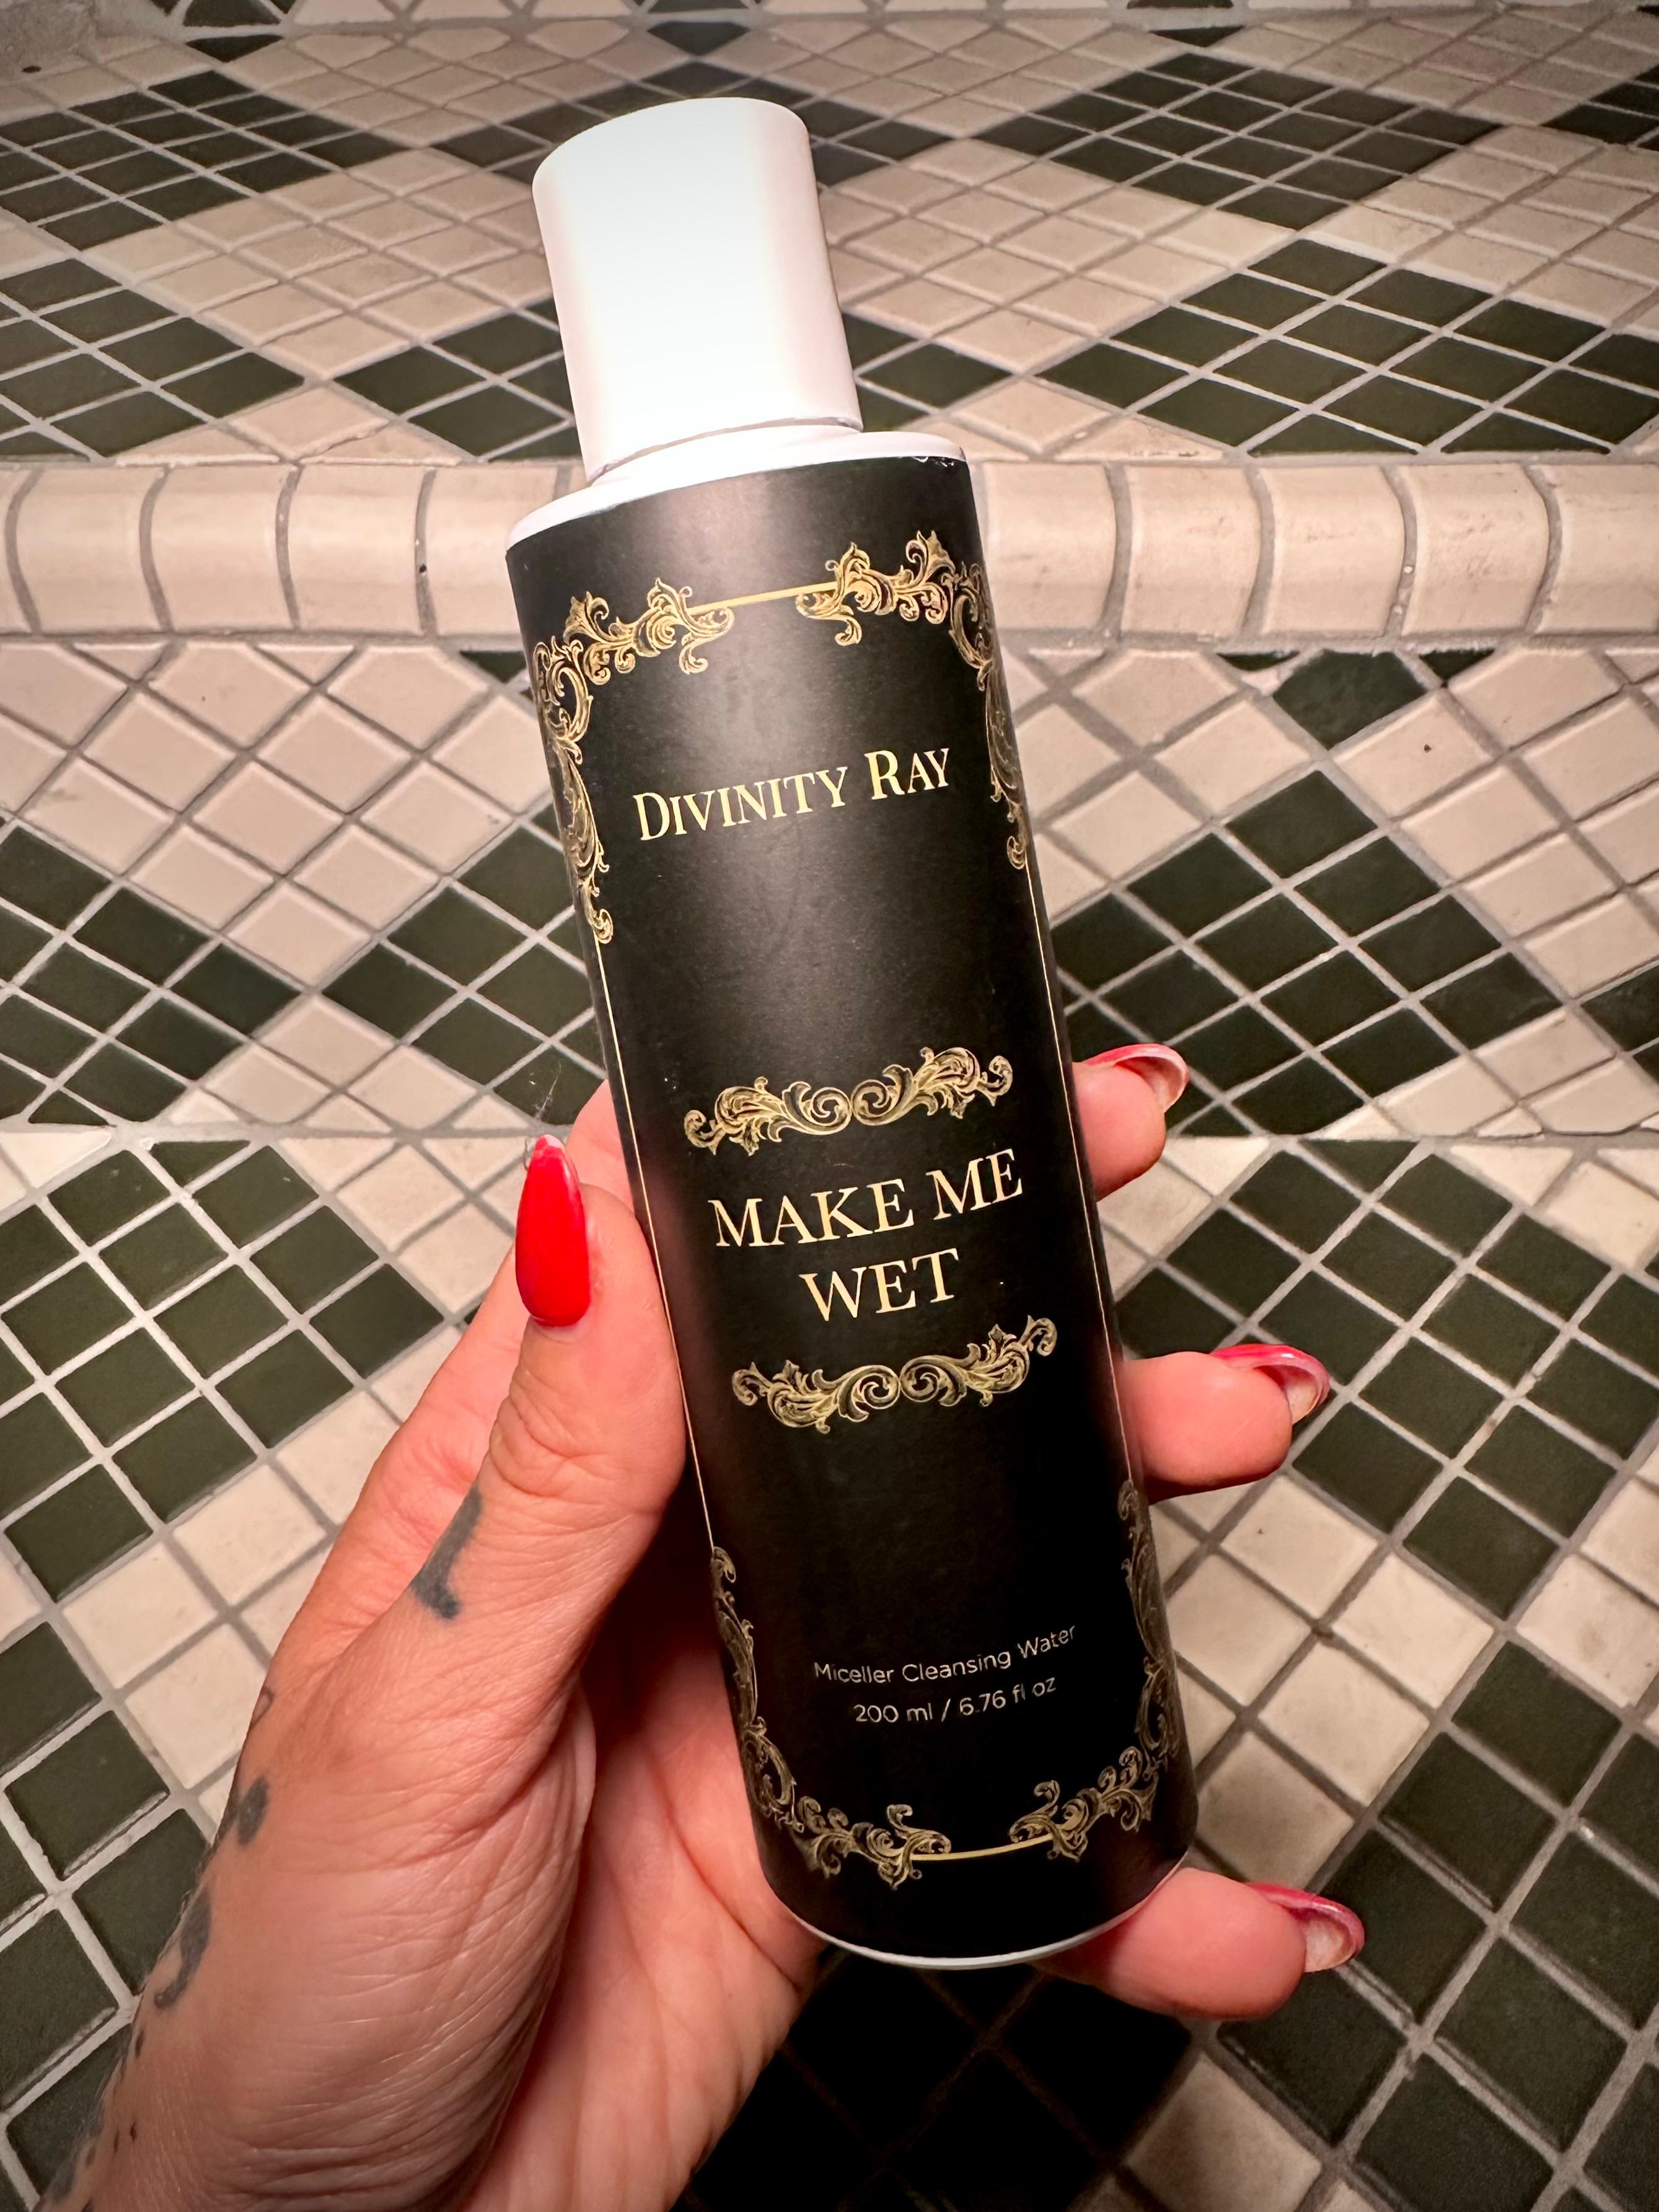 DIVINITY RAY
MAKE ME
WET
Miceller Cleansing Water
200 ml / 6.76 fl oz